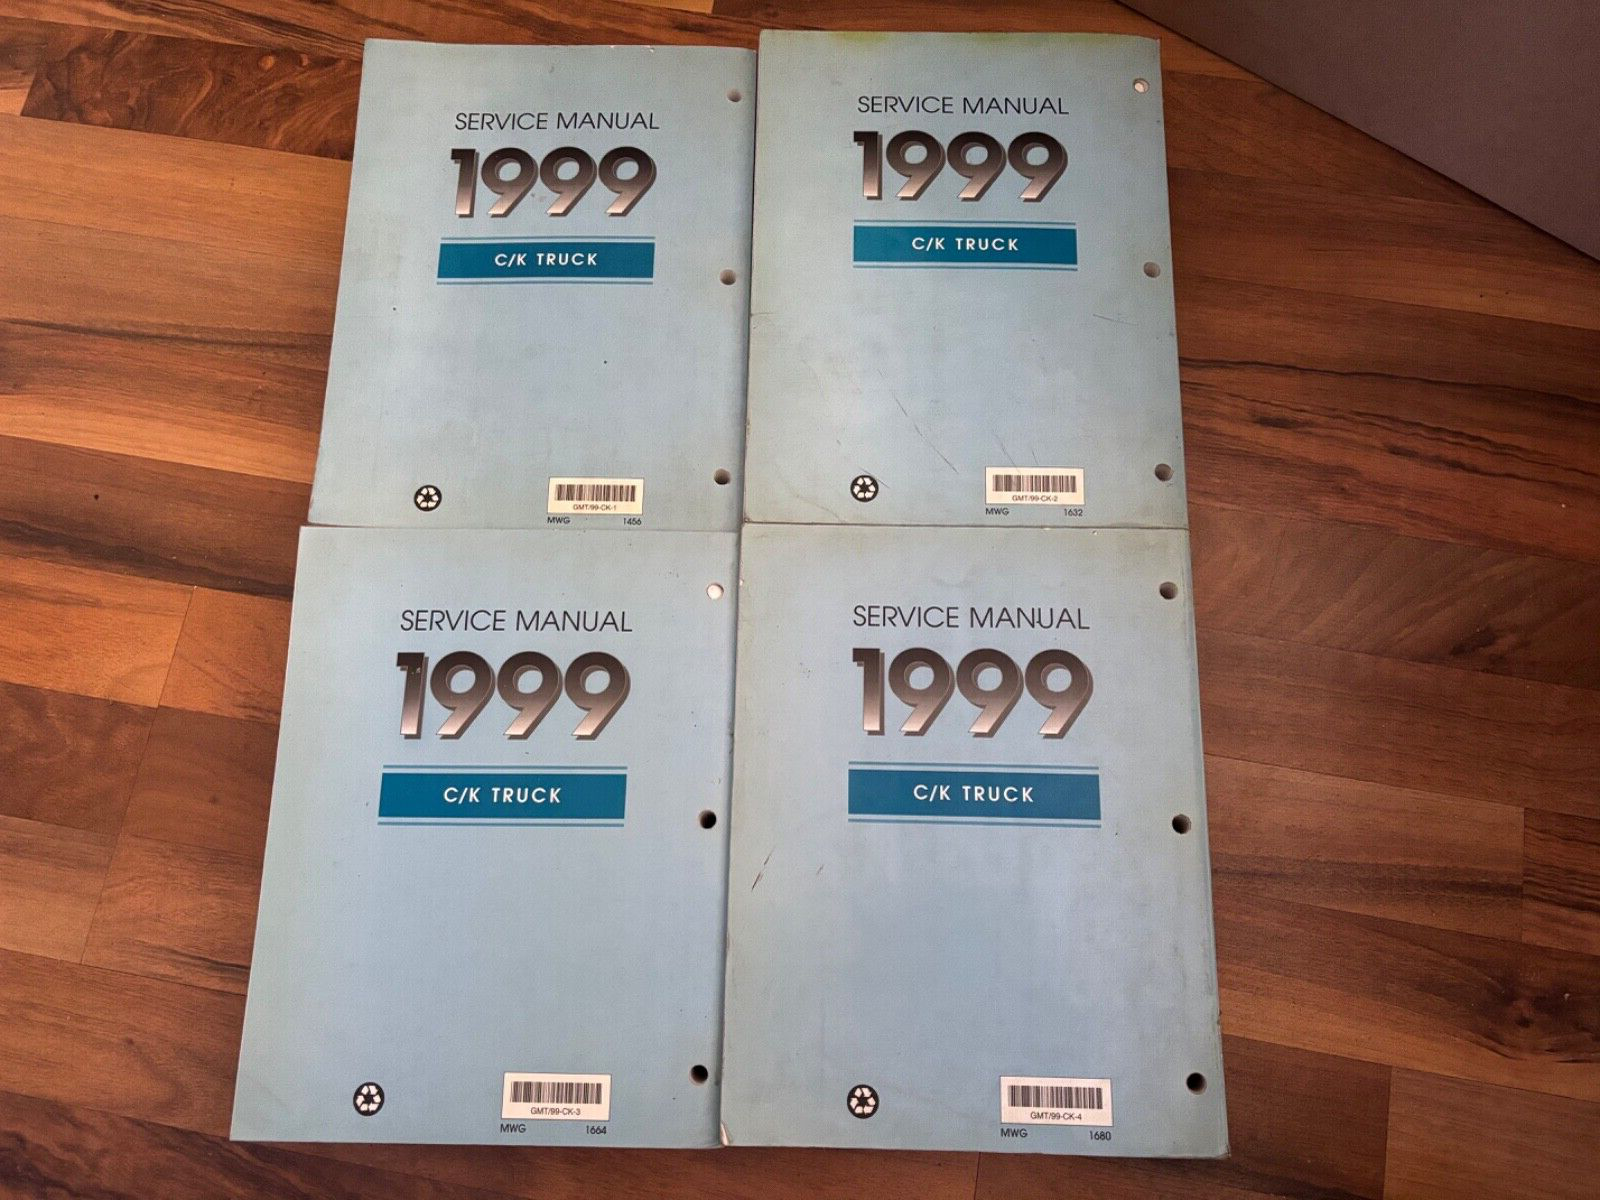 SERVICE MANUAL
1999
C/K TRUCK
GMT/99-CK-1
MWG 1456
SERVICE MANUAL
1999
C/K TRUCK
GMT/99-CK-2
MWG 1632
SERVICE MANUAL
1999
C/K TRUCK
GMT/99-CK-3
MWG 1664
SERVICE MANUAL
1999
C/K TRUCK
GMT/99-CK-4
MWG 1680